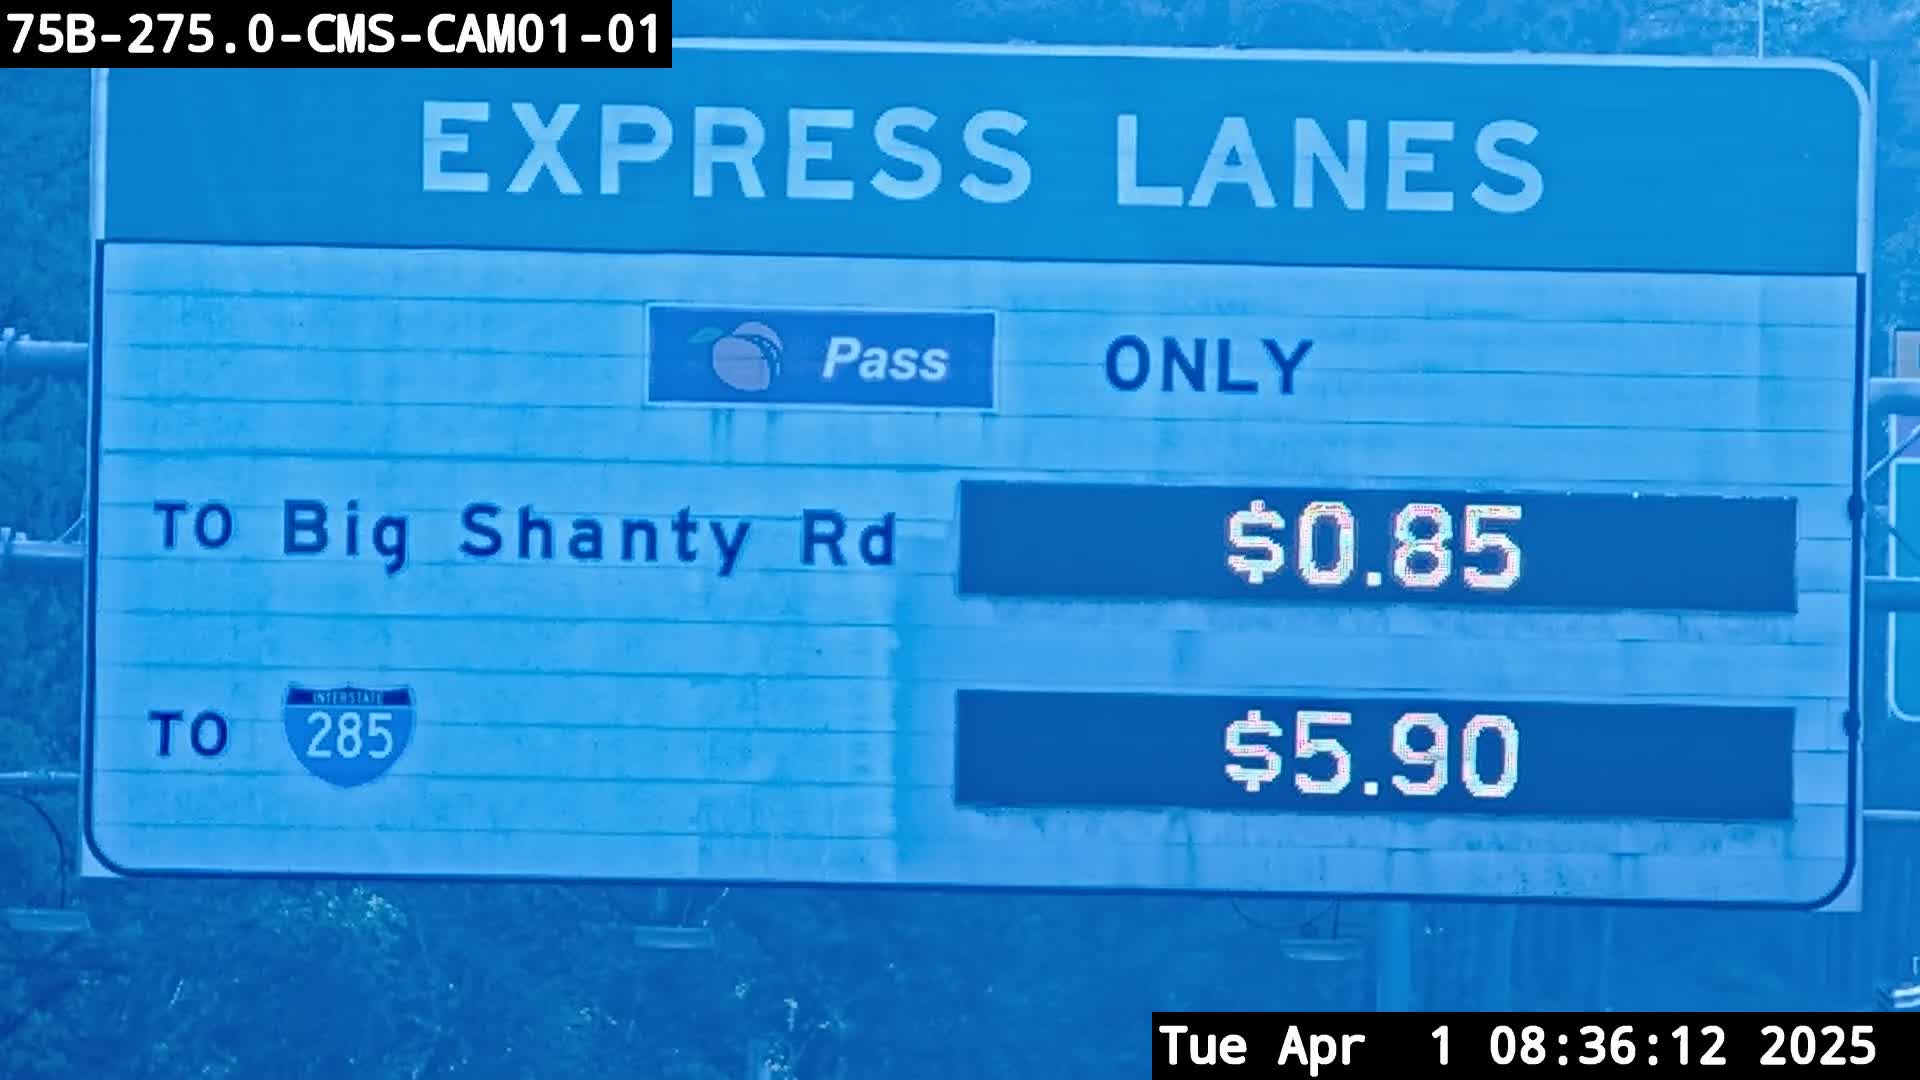 75B-275.0-CMS-CAM01-01
EXPRESS LANES
Pass ONLY
TO Big Shanty Rd $0.85
INTERSTATE
TO 285 $5.90
Tue Apr 1 08:36:12 2025